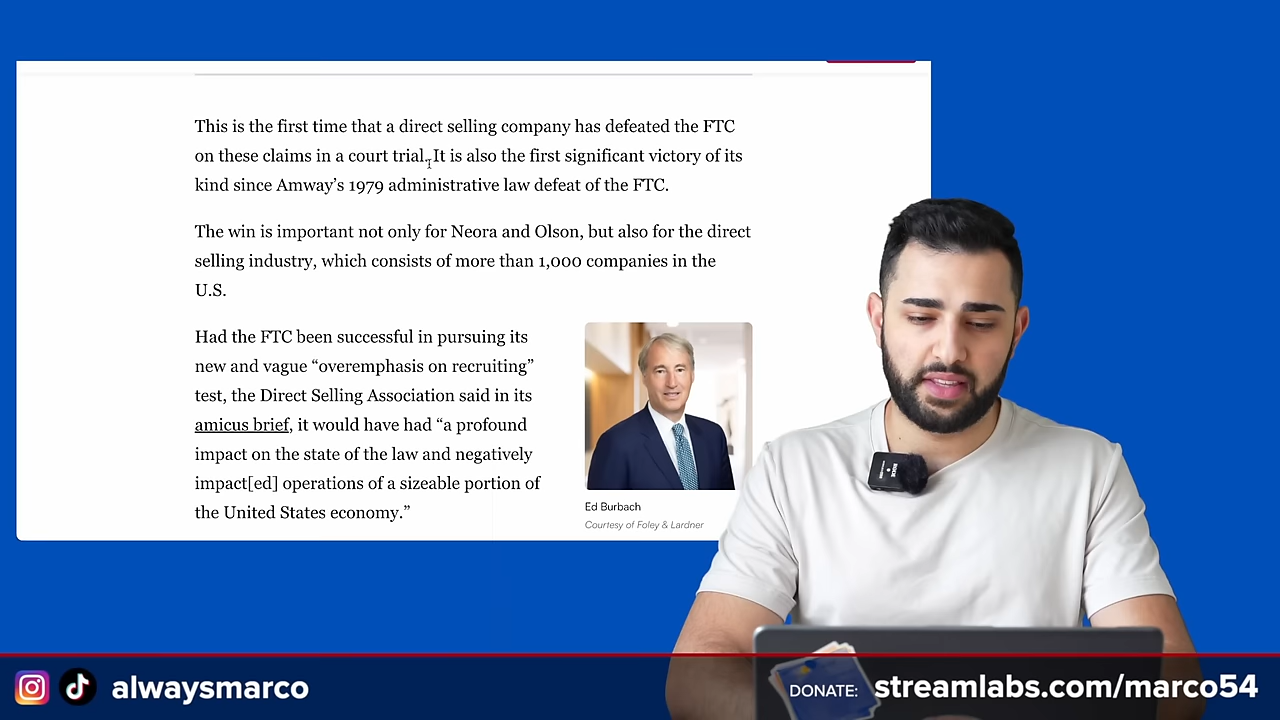 This is the first time that a direct selling company has defeated the FTC
on these claims in a court trial. It is also the first significant victory of its
kind since Amway’s 1979 administrative law defeat of the FTC.
The win is important not only for Neora and Olson, but also for the direct
selling industry, which consists of more than 1,000 companies in the
U.S.
Had the FTC been successful in pursuing its
new and vague “overemphasis on recruiting”
test, the Direct Selling Association said in its
amicus brief, it would have had “a profound
impact on the state of the law and negatively
impact[ed] operations of a sizeable portion of
the United States economy.”
Ed Burbach
Courtesy of Foley & Lardner
RODE
alwaysmarco
DONATE: streamlabs.com/marco54